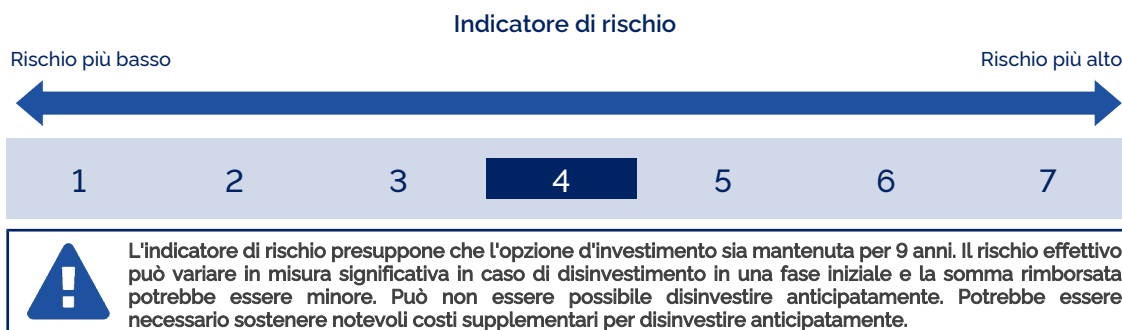 Indicatore di rischio
Rischio più basso
Rischio più alto
1 2 3 4 5 6 7
L'indicatore di rischio presuppone che l'opzione d'investimento sia mantenuta per 9 anni. Il rischio effettivo
può variare in misura significativa in caso di disinvestimento in una fase iniziale e la somma rimborsata
potrebbe essere minore. Può non essere possibile disinvestire anticipatamente. Potrebbe essere
necessario sostenere notevoli costi supplementari per disinvestire anticipatamente.